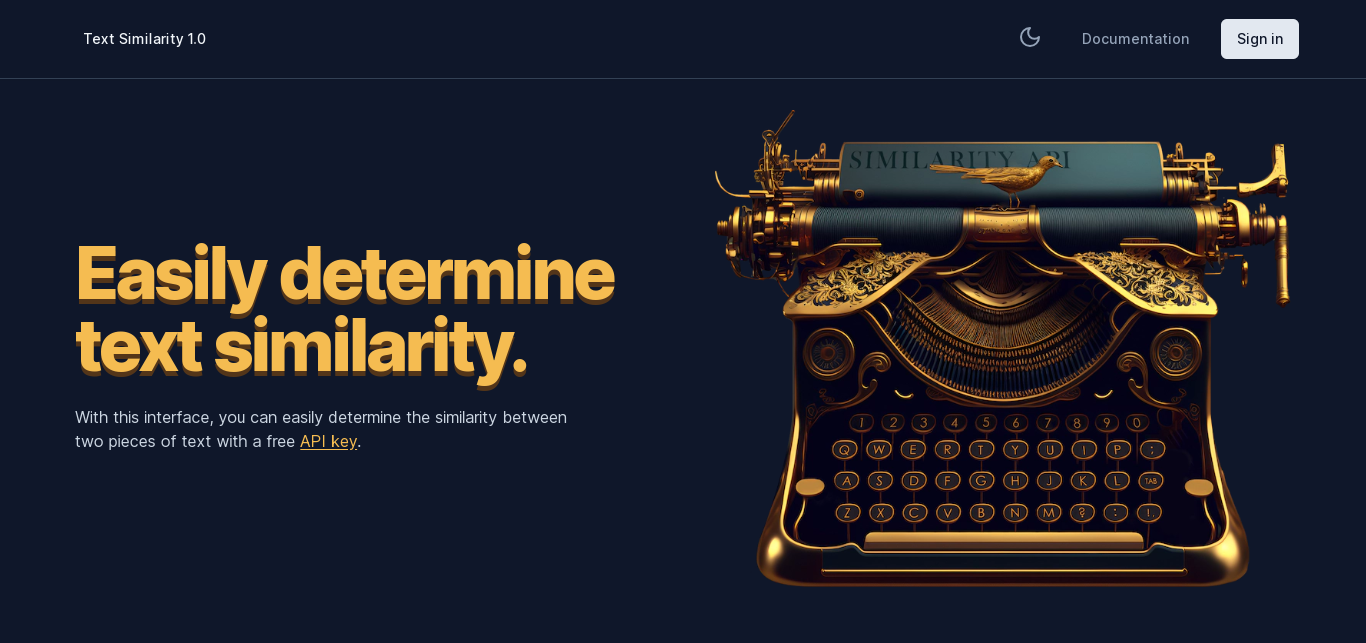 Text Similarity 1.0
Documentation
Sign in
SIMILARITY API
Easily determine
text similarity.
With this interface, you can easily determine the similarity between
two pieces of text with a free API key.
1 2 3 4 5 6 7 8 9 0
Q W E R T Y U I P ;
A S D F G H J K L TAB
Z X C V B N M ? : !.